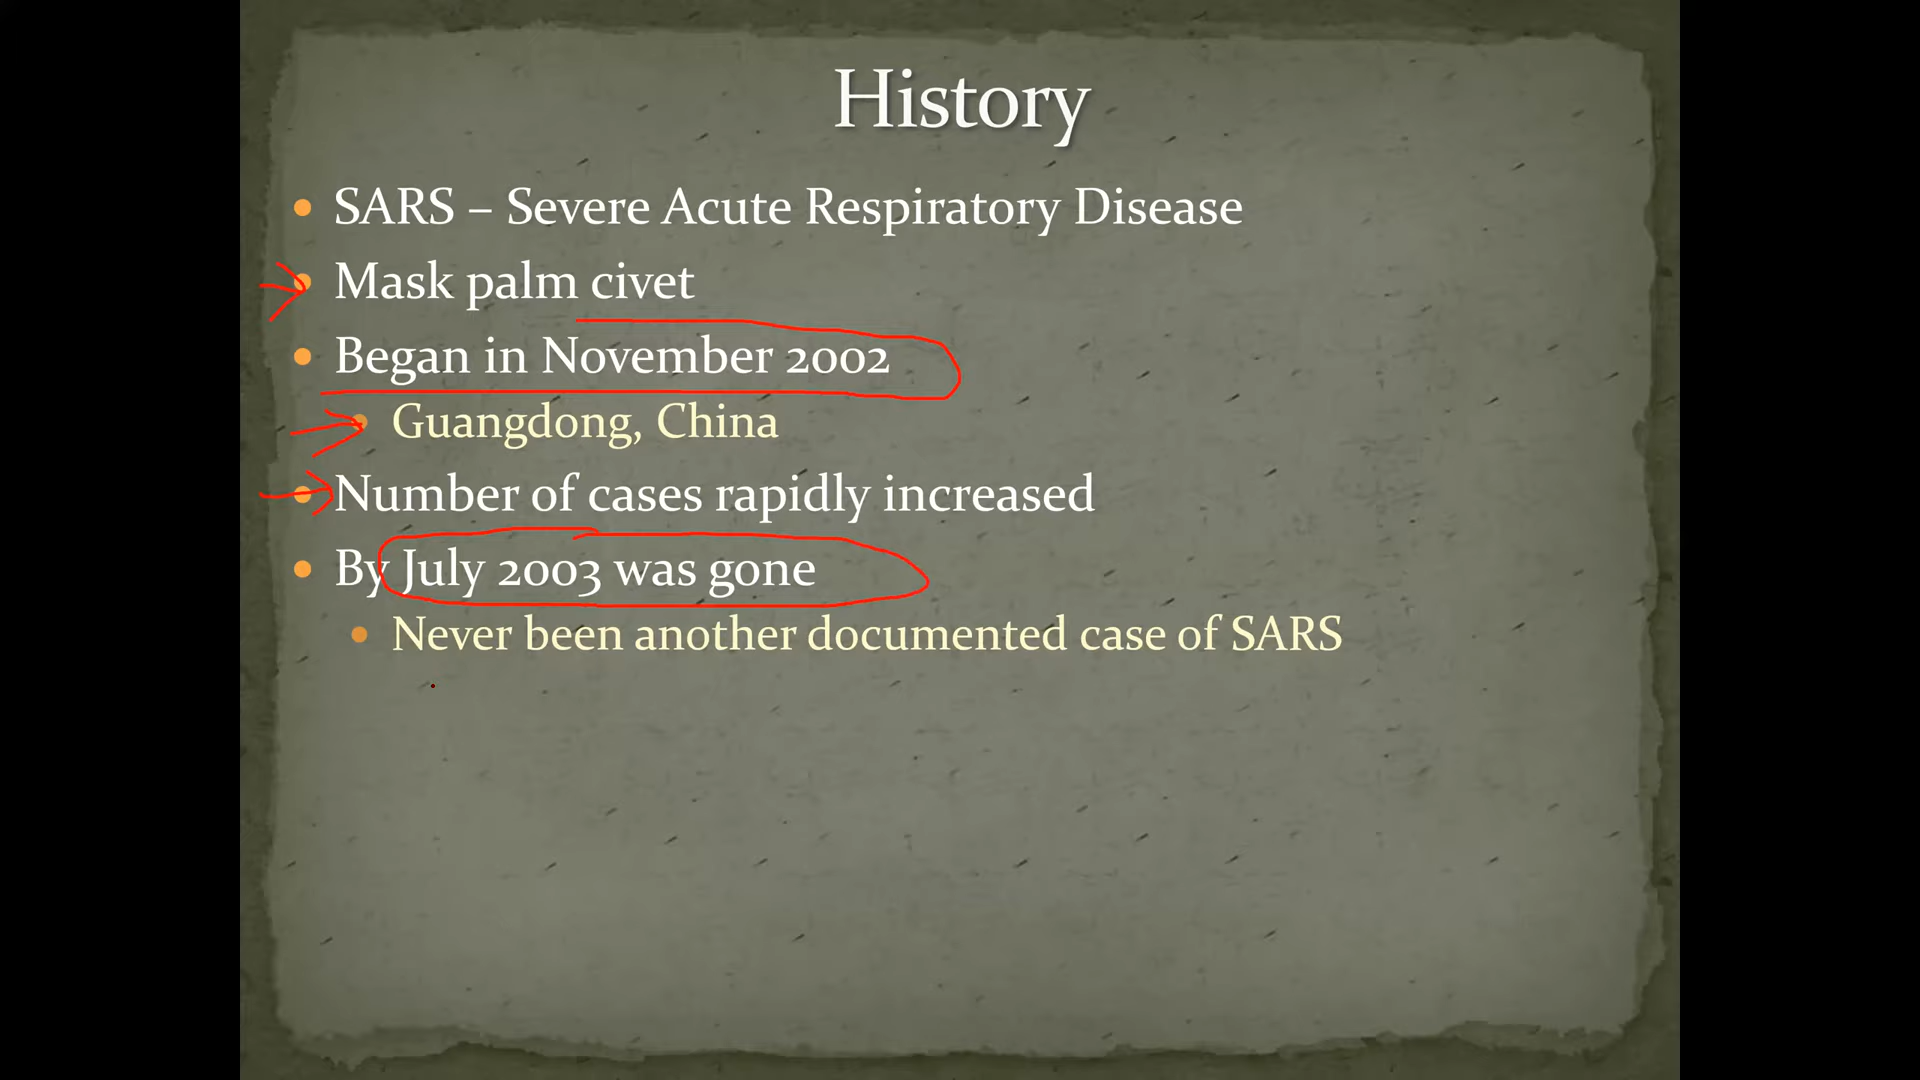 History
SARS – Severe Acute Respiratory Disease
Mask palm civet
Began in November 2002
Guangdong, China
Number of cases rapidly increased
By July 2003 was gone
Never been another documented case of SARS